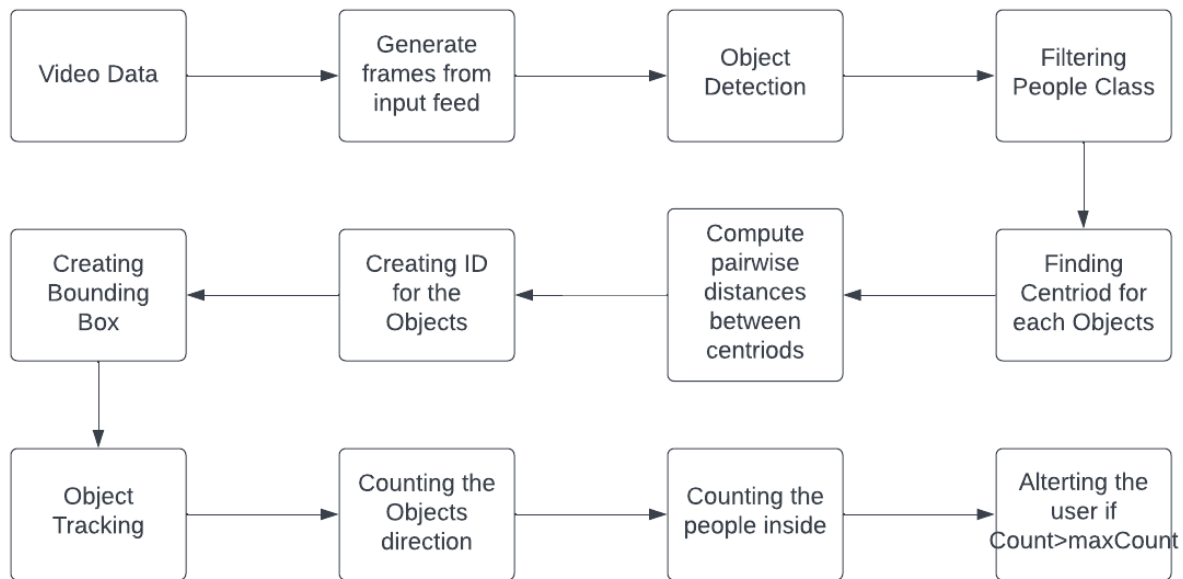 Video Data
Generate
frames from
input feed
Object
Detection
Filtering
People Class
Finding
Centriod for
each Objects
Compute
pairwise
distances
between
centriods
Creating ID
for the
Objects
Creating
Bounding
Box
Object
Tracking
Counting the
Objects
direction
Counting the
people inside
Alterting the
user if
Count>maxCount